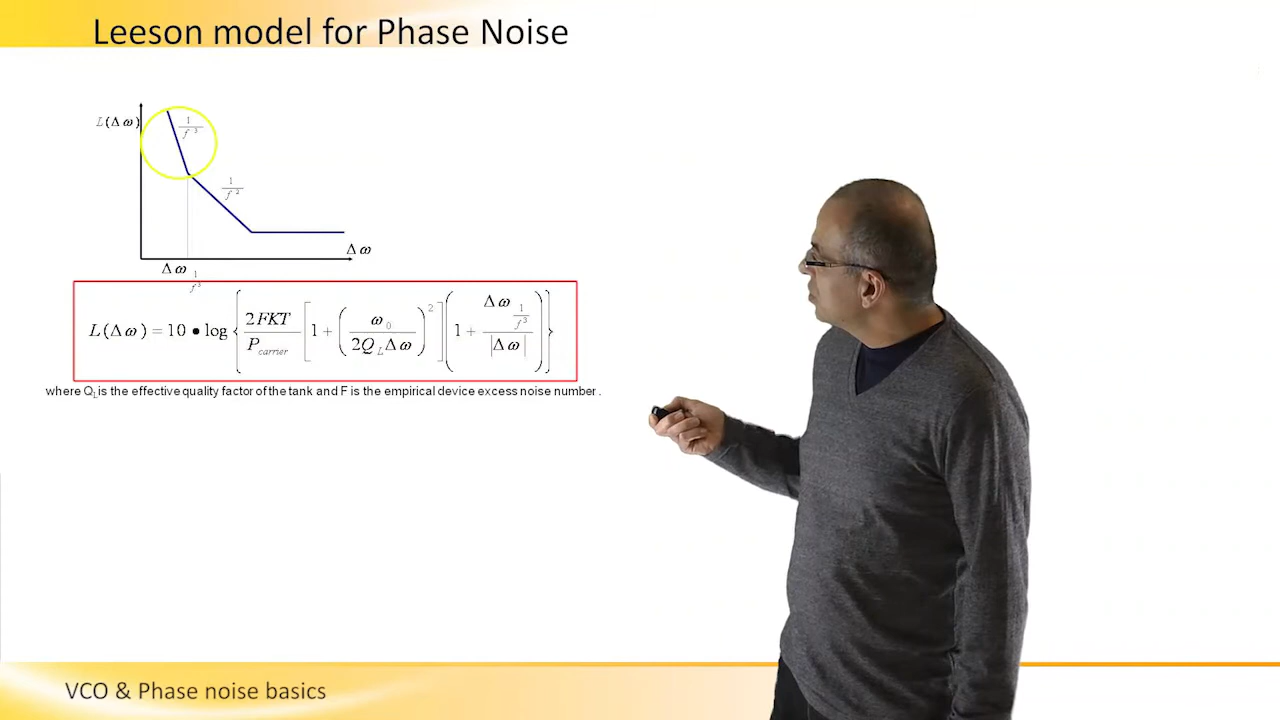 Leeson model for Phase Noise
L(Δω)
1/f³
1/f²
Δω
Δω 1/f³
L(Δω) = 10 • log { 2FKT/P_carrier [ 1 + ( ω₀ / 2Q_L Δω )² ] ( 1 + Δω_1/f³ / |Δω| ) }
where Q_L is the effective quality factor of the tank and F is the empirical device excess noise number .
VCO & Phase noise basics